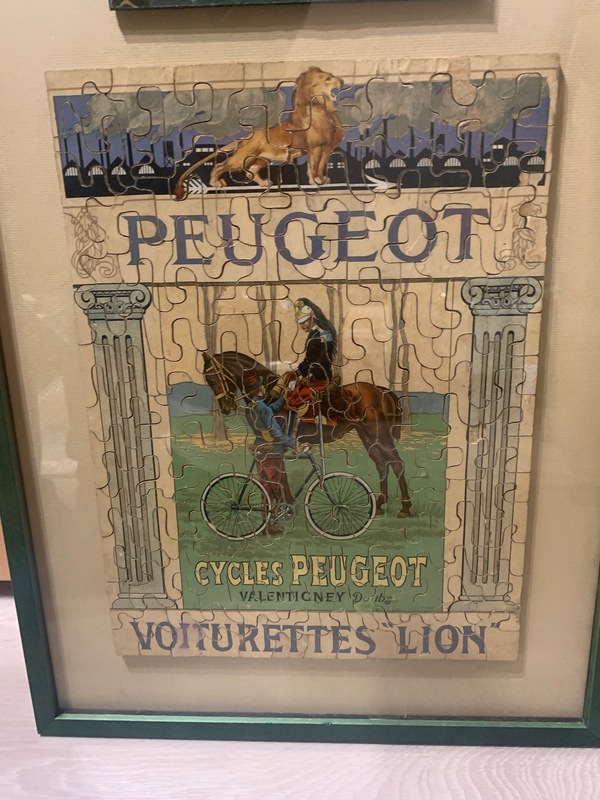 PEUGEOT
CYCLES PEUGEOT
VALENTIGNEY Doubs
VOITURETTES "LION"